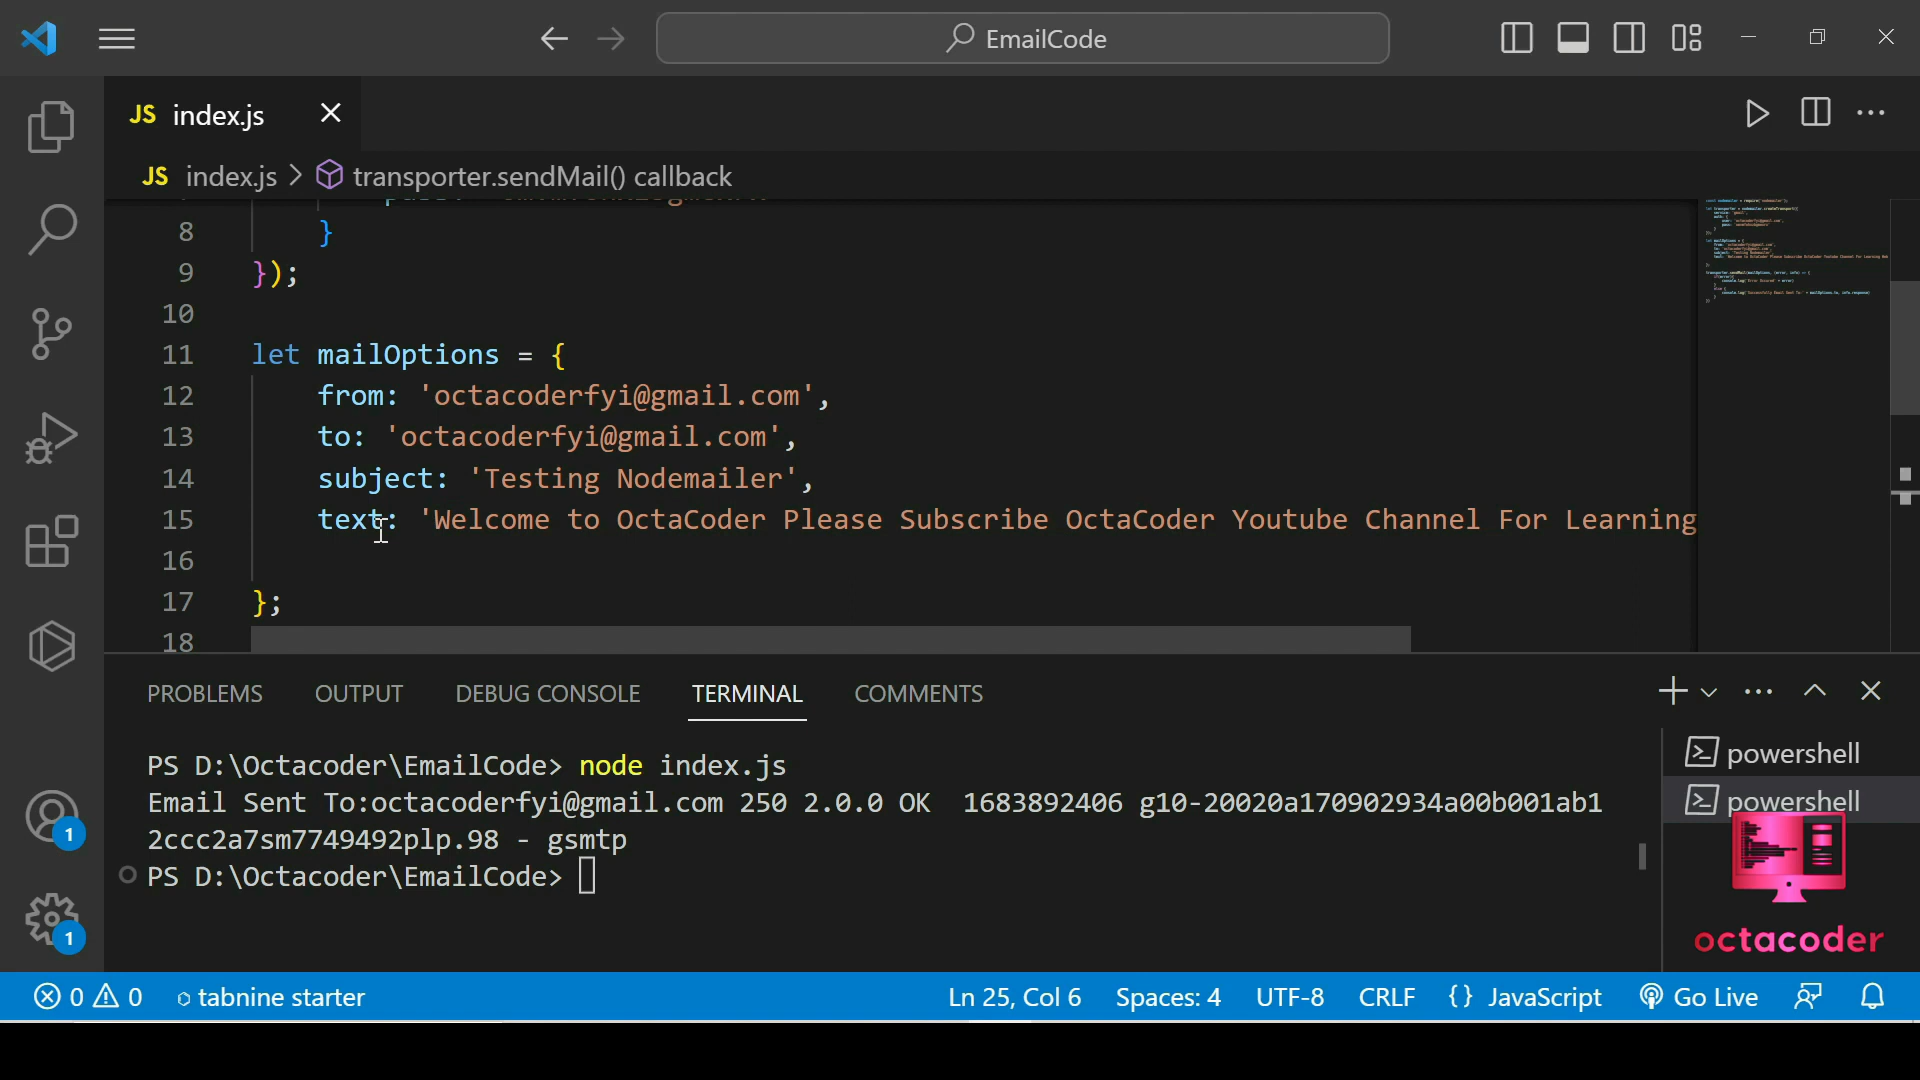 EmailCode
JS index.js
JS index.js > transporter.sendMail() callback
8 }
9 });
10
11 let mailOptions = {
12 from: 'octacoderfyi@gmail.com',
13 to: 'octacoderfyi@gmail.com',
14 subject: 'Testing Nodemailer',
15 text: 'Welcome to OctaCoder Please Subscribe OctaCoder Youtube Channel For Learning
16
17 };
18
PROBLEMS OUTPUT DEBUG CONSOLE TERMINAL COMMENTS
PS D:\Octacoder\EmailCode> node index.js
Email Sent To:octacoderfyi@gmail.com 250 2.0.0 OK 1683892406 g10-20020a170902934a00b001ab1
2ccc2a7sm7749492plp.98 - gsmtp
PS D:\Octacoder\EmailCode>
powershell
powershell
octacoder
1
1
0 0 tabnine starter Ln 25, Col 6 Spaces: 4 UTF-8 CRLF {} JavaScript Go Live